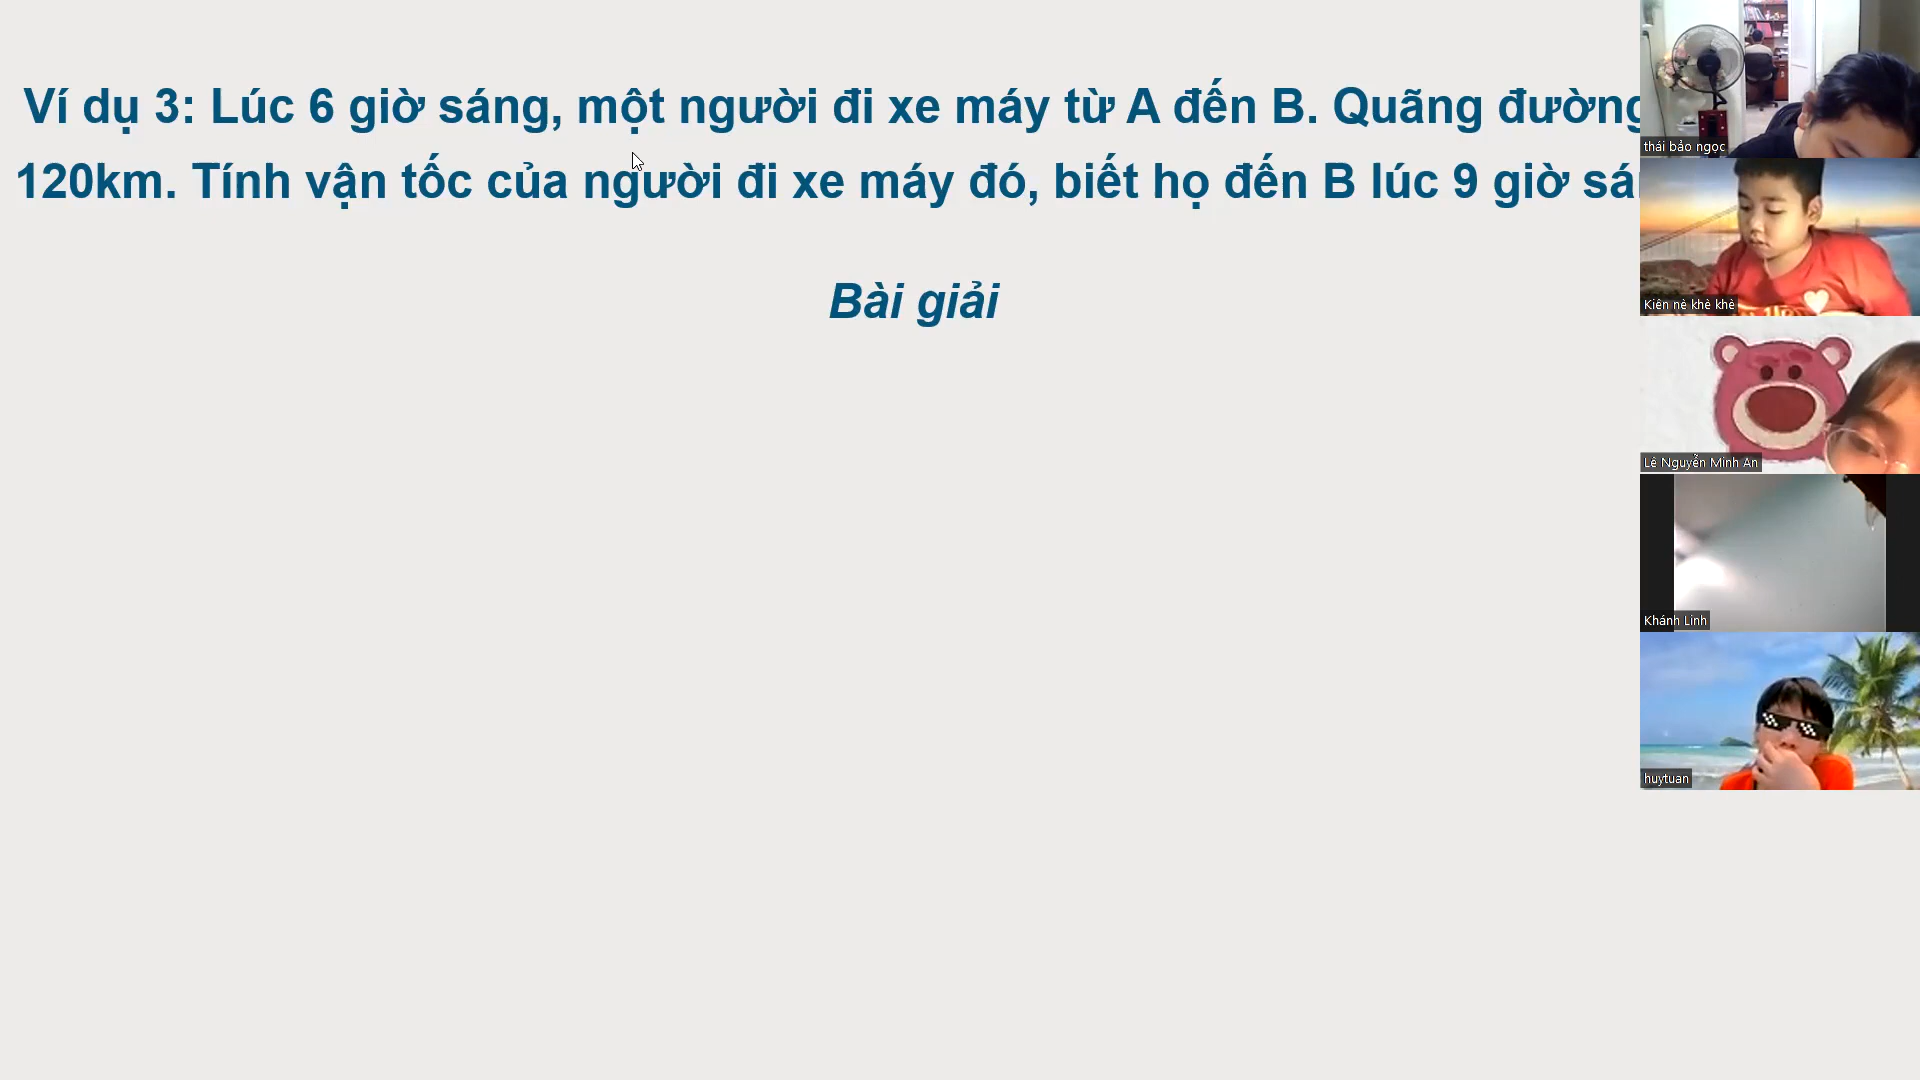 Ví dụ 3: Lúc 6 giờ sáng, một người đi xe máy từ A đến B. Quãng đường
120km. Tính vận tốc của người đi xe máy đó, biết họ đến B lúc 9 giờ
Bài giải
thái bảo ngọc
Kiên nè khè khè
Lê Nguyễn Minh An
Khánh Linh
huytuan